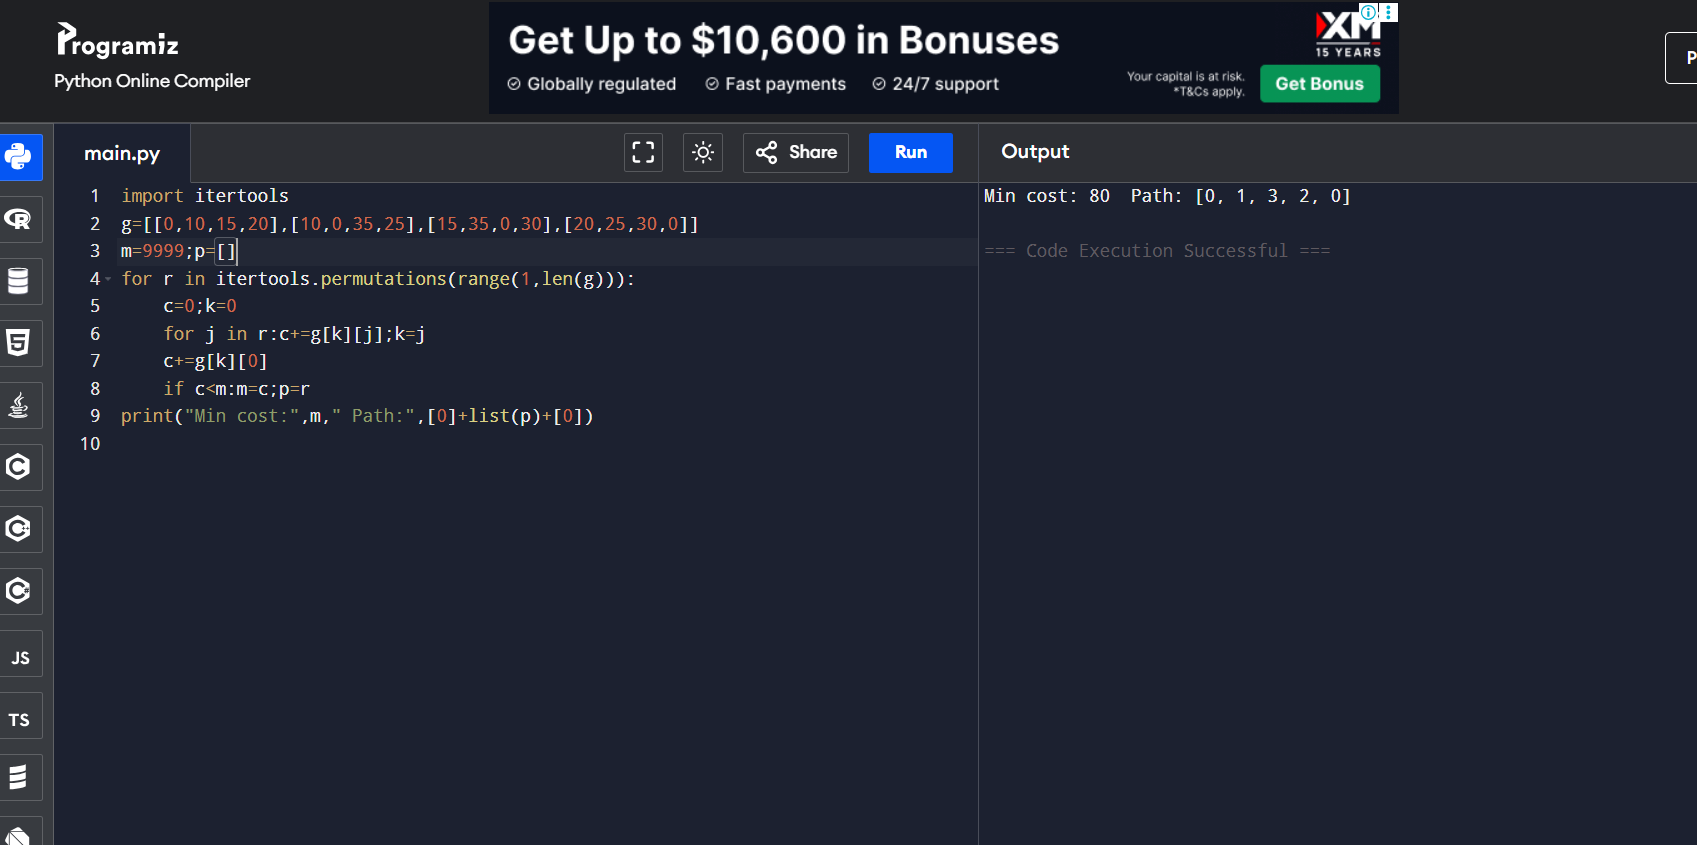 Programiz
Python Online Compiler
Get Up to $10,600 in Bonuses
Globally regulated Fast payments 24/7 support
XM
15 YEARS
Your capital is at risk.
*T&Cs apply.
Get Bonus
P
main.py
Share
Run
Output
1 import itertools
2 g=[[0,10,15,20],[10,0,35,25],[15,35,0,30],[20,25,30,0]]
3 m=9999;p=[]
4 for r in itertools.permutations(range(1,len(g))):
5     c=0;k=0
6     for j in r:c+=g[k][j];k=j
7     c+=g[k][0]
8     if c<m:m=c;p=r
9 print("Min cost:",m," Path:",[0]+list(p)+[0])
10
Min cost: 80  Path: [0, 1, 3, 2, 0]
=== Code Execution Successful ===
R
5
C
C++
C#
JS
TS